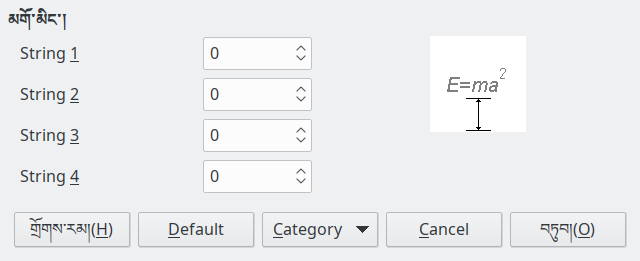 མགོ་མིང་།
String 1 0
String 2 0
String 3 0
String 4 0
E=ma²
གྲོགས་རམ།(H) Default Category Cancel བཏུབ།(O)